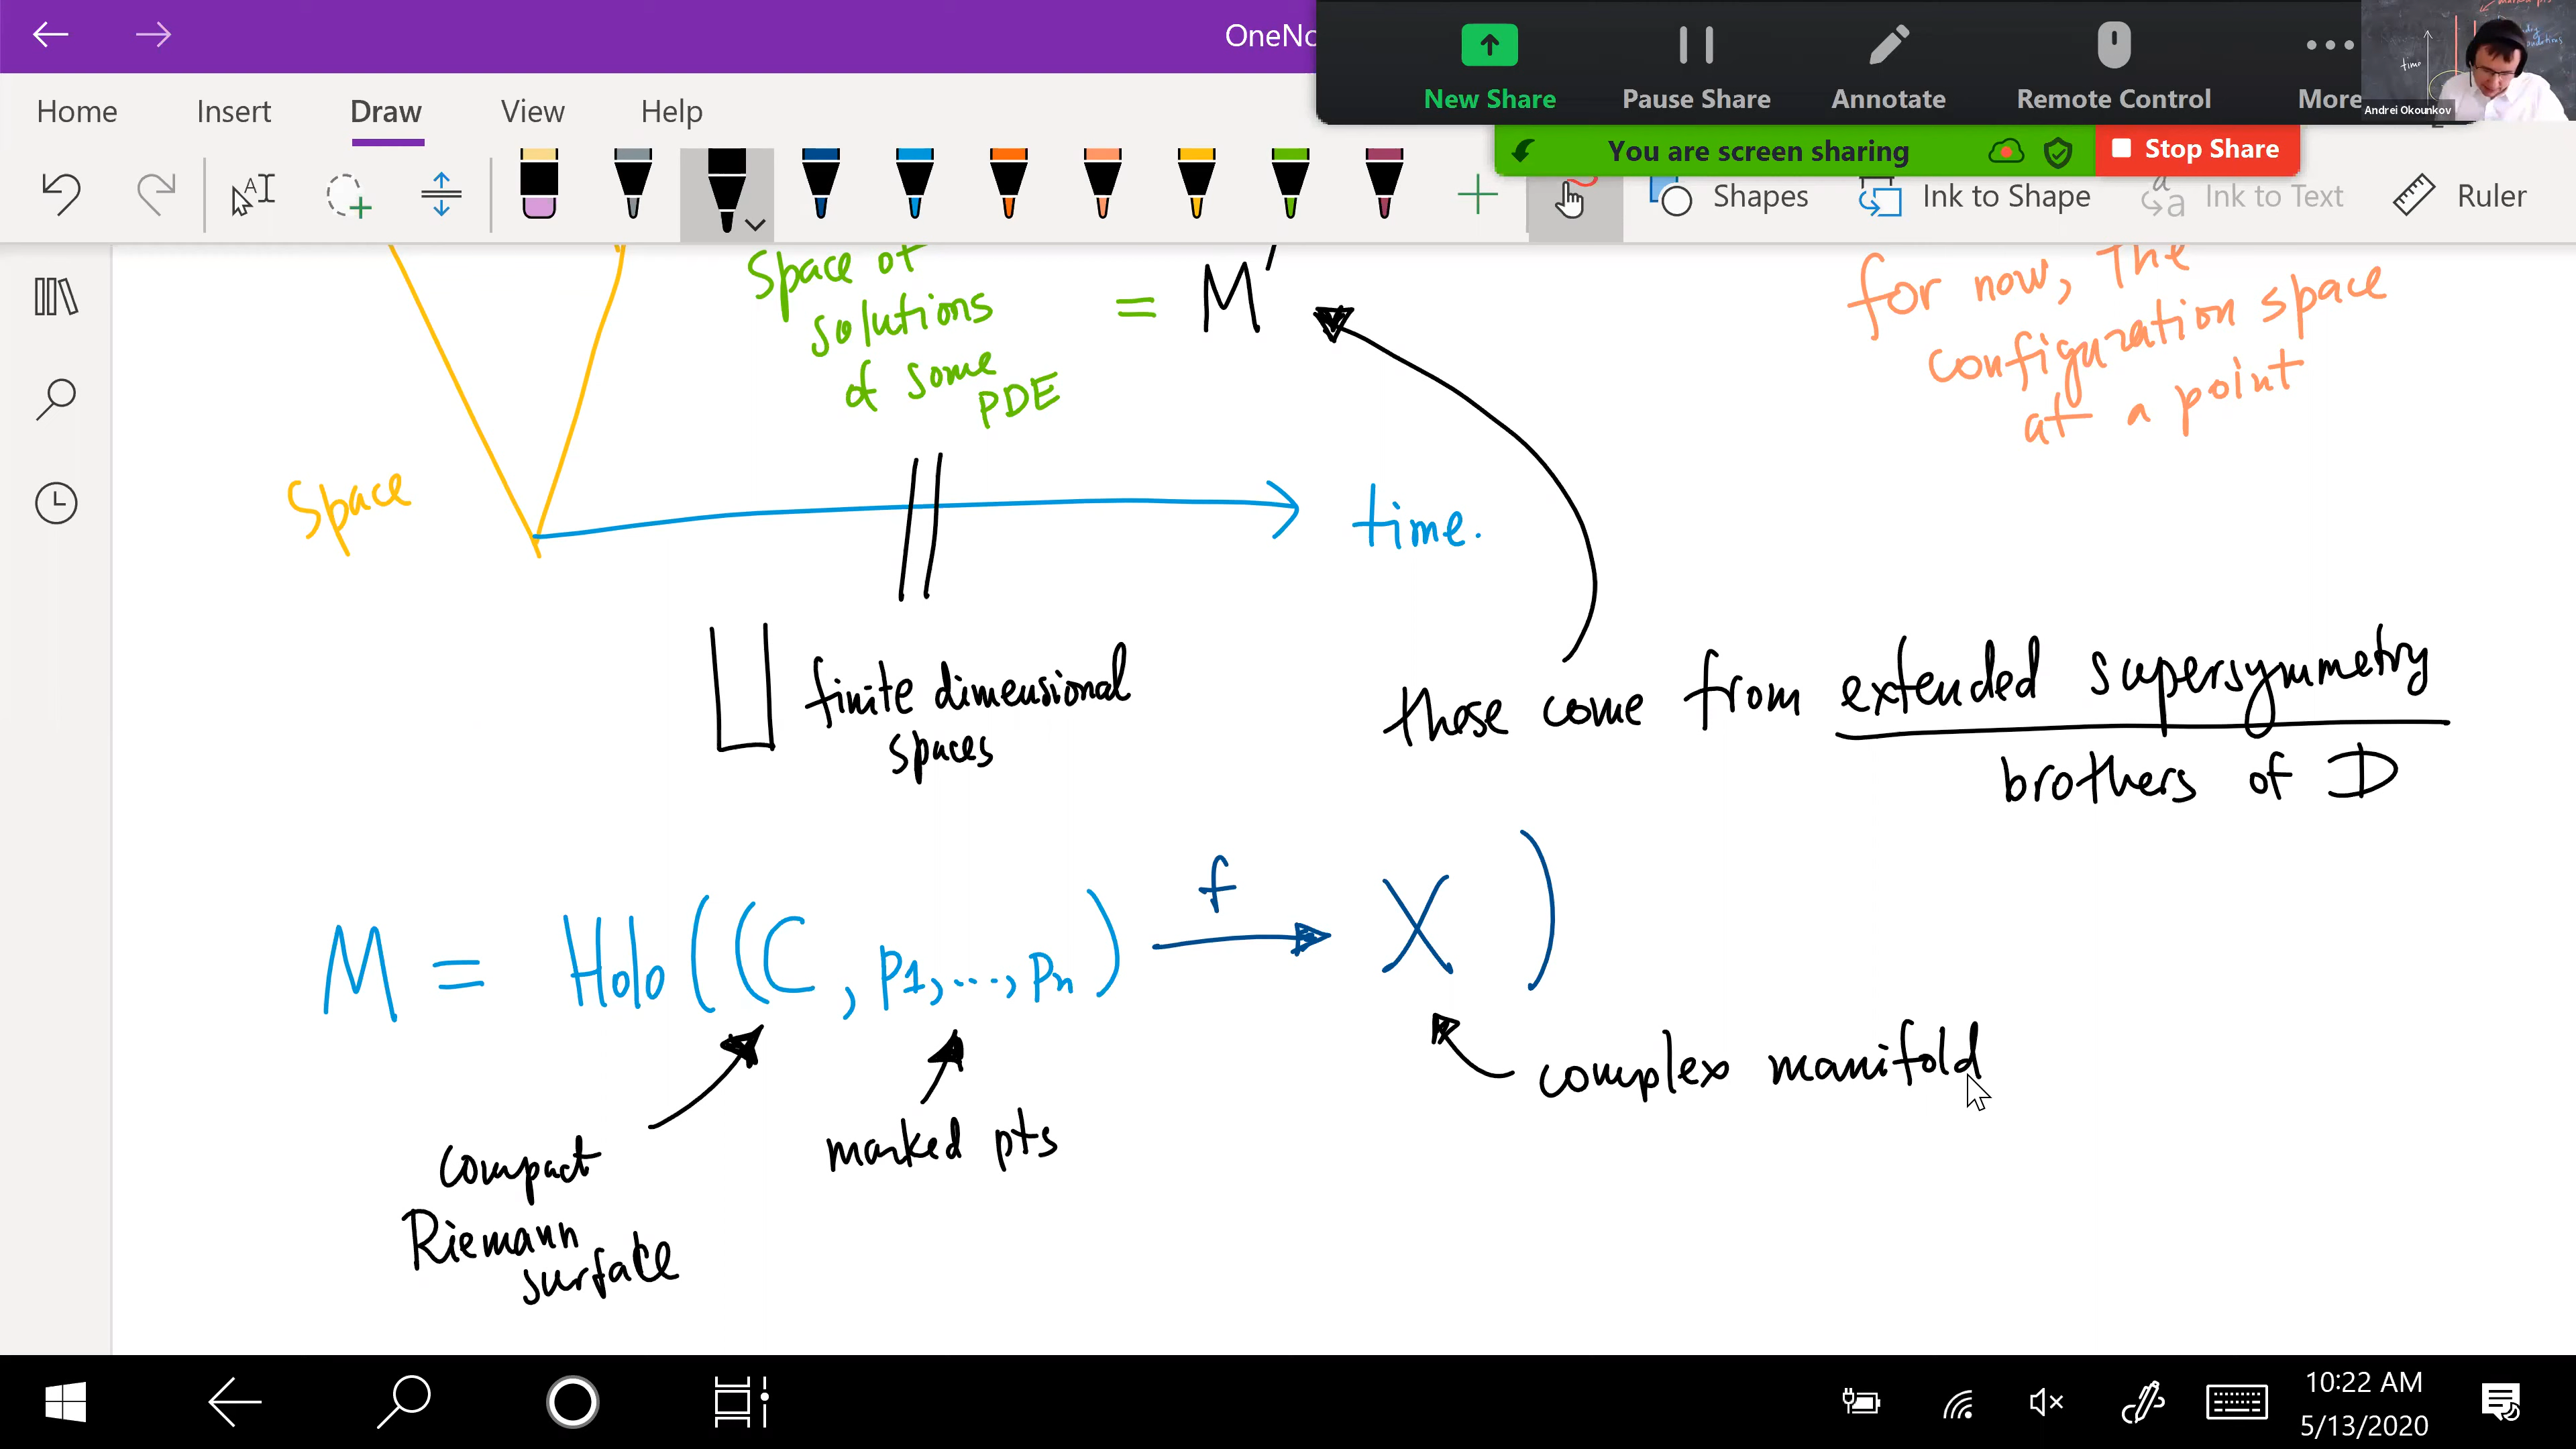 OneNo
New Share
Pause Share
Annotate
Remote Control
More
Andrei Okounkov
time
Home Insert Draw View Help
You are screen sharing
Stop Share
Shapes
Ink to Shape
Ink to Text
Ruler
Space of
solutions
of some
PDE
= M'
for now, the
configuration space
at a point
Space
time.
finite dimensional
spaces
these come from extended supersymmetry
brothers of D
M = Holo((C, p1, ..., pn) f → X)
complex manifold
compact
Riemann
surface
marked pts
10:22 AM
5/13/2020